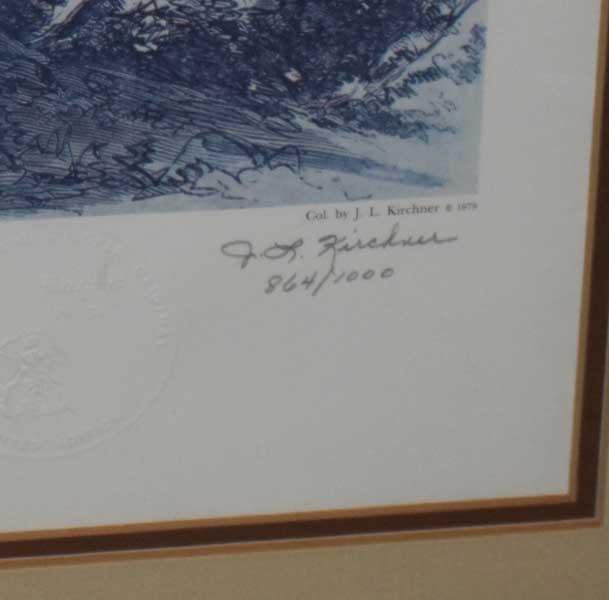 Col. by J. L. Kirchner © 1979
J. L. Kirchner
864/1000